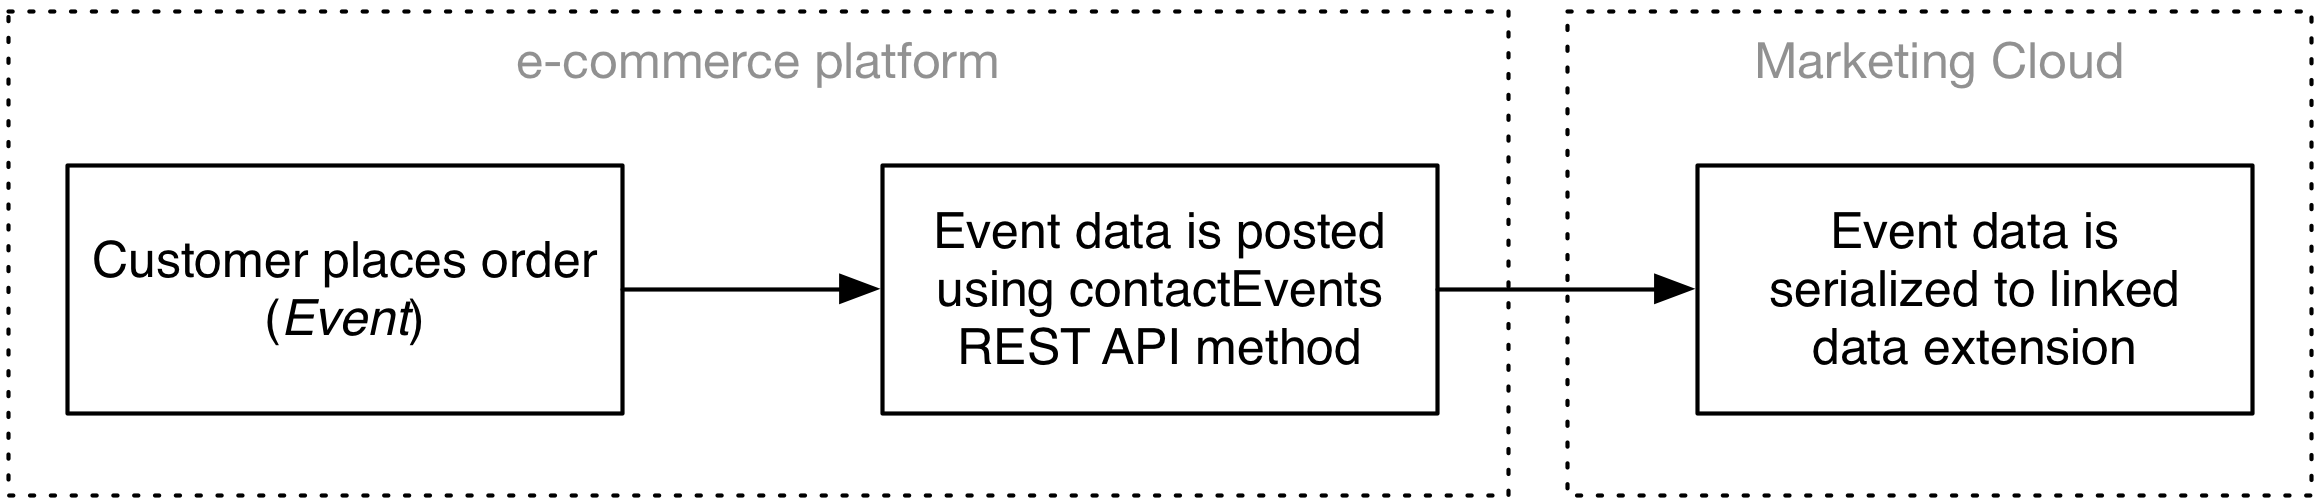 e-commerce platform
Marketing Cloud
Customer places order
(Event)
Event data is posted
using contactEvents
REST API method
Event data is
serialized to linked
data extension